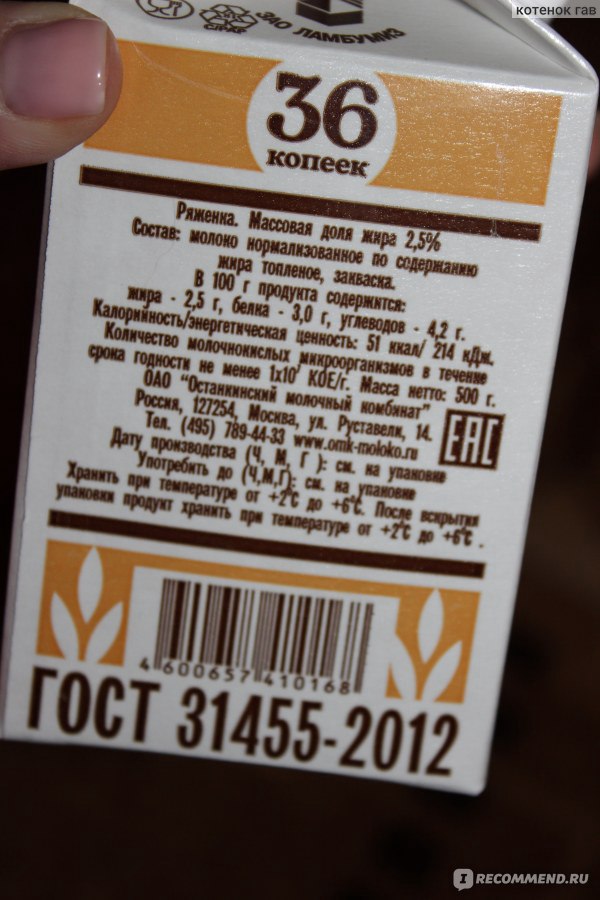 котенок гав
ЗАО ЛАМБУМИЗ
C/PAP
36
копеек
Ряженка. Массовая доля жира 2,5%
Состав: молоко нормализованное по содержанию
жира топленое, закваска.
В 100 г продукта содержится:
жира - 2,5 г, белка - 3,0 г, углеводов - 4,2 г.
Калорийность/энергетическая ценность: 51 ккал/ 214 кДж.
Количество молочнокислых микроорганизмов в течение
срока годности не менее 1х10⁷ КОЕ/г. Масса нетто: 500 г.
ОАО "Останкинский молочный комбинат"
Россия, 127254, Москва, ул. Руставели, 14.
Тел. (495) 789-44-33 www.omk-moloko.ru
EAC
Дату производства (Ч, М, Г ): см. на упаковке
Употребить до (Ч,М,Г): см. на упаковке
Хранить при температуре от +2°С до +6°С. После вскрытия
упаковки продукт хранить при температуре от +2°С до +6°С .
4 600657 410168
ГОСТ 31455-2012
IRECOMMEND.RU